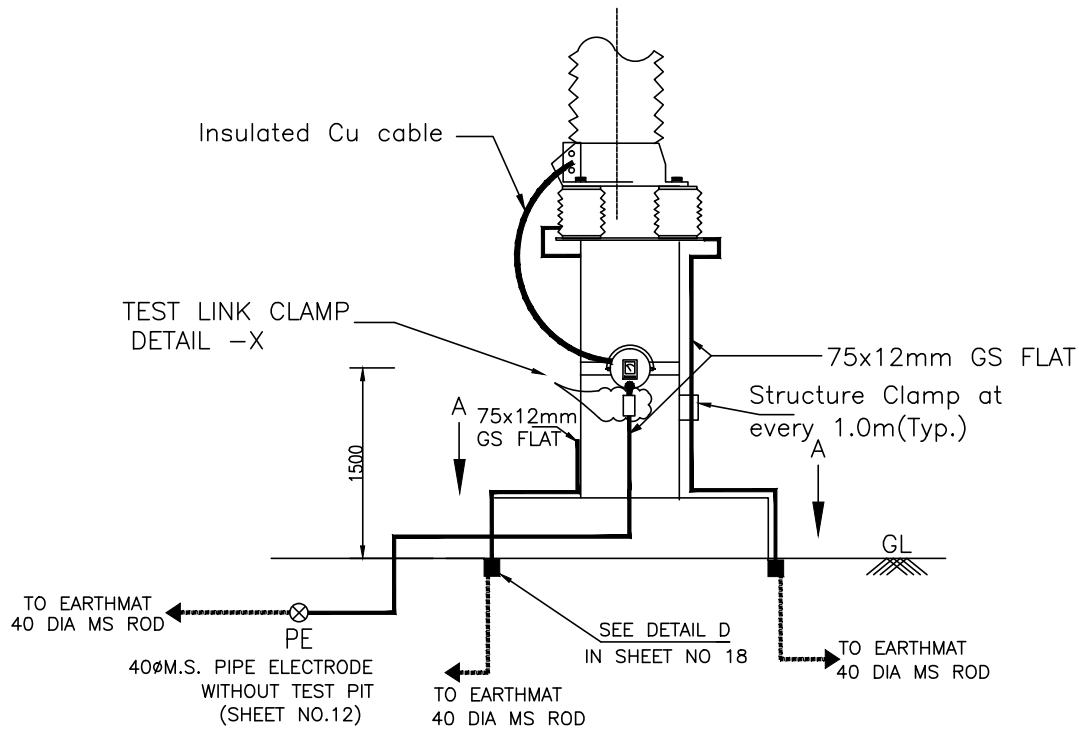 Insulated Cu cable
TEST LINK CLAMP
DETAIL -X
75x12mm GS FLAT
Structure Clamp at
every 1.0m(Typ.)
A
75x12mm
GS FLAT
A
1500
GL
TO EARTHMAT
40 DIA MS ROD
PE
40øM.S. PIPE ELECTRODE
WITHOUT TEST PIT
(SHEET NO.12)
SEE DETAIL D
IN SHEET NO 18
TO EARTHMAT
40 DIA MS ROD
TO EARTHMAT
40 DIA MS ROD